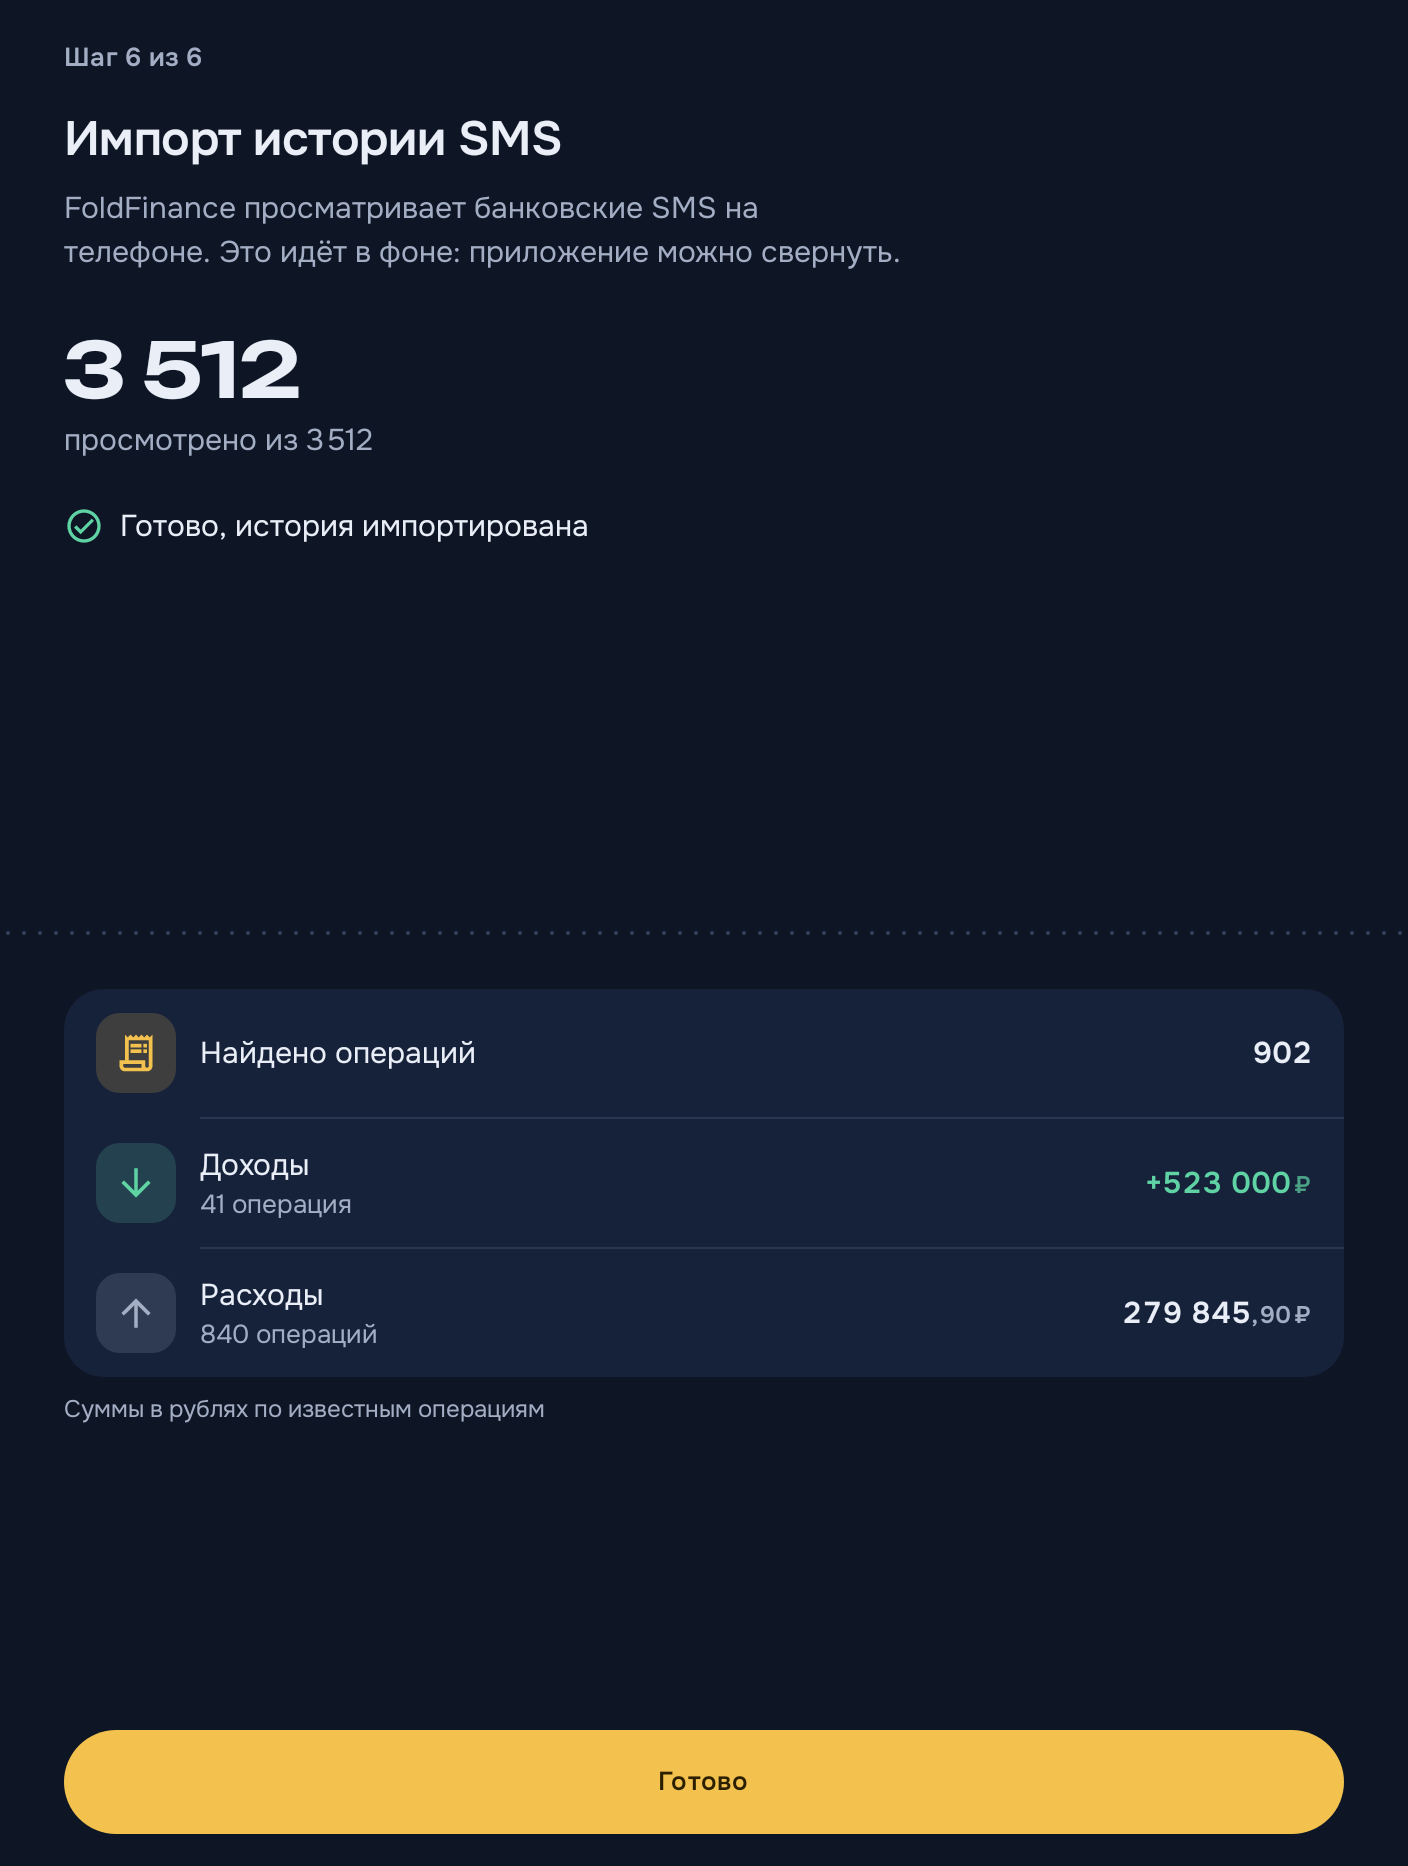 Шаг 6 из 6
Импорт истории SMS
FoldFinance просматривает банковские SMS на
телефоне. Это идёт в фоне: приложение можно свернуть.
3 512
просмотрено из 3 512
Готово, история импортирована
Найдено операций 902
Доходы
41 операция
+523 000 ₽
Расходы
840 операций
279 845,90 ₽
Суммы в рублях по известным операциям
Готово